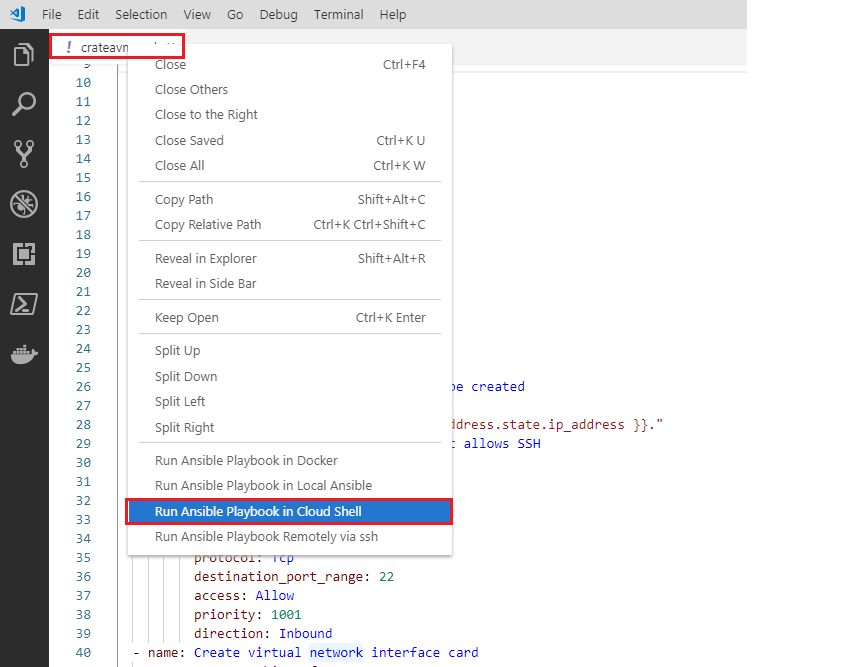 File Edit Selection View Go Debug Terminal Help
! crateavm
Close Ctrl+F4
9
10 Close Others
11
12 Close to the Right
13 Close Saved Ctrl+K U
14 Close All Ctrl+K W
15
16 Copy Path Shift+Alt+C
17 Copy Relative Path Ctrl+K Ctrl+Shift+C
18
19 Reveal in Explorer Shift+Alt+R
20 Reveal in Side Bar
21
22 Keep Open Ctrl+K Enter
23
24 Split Up
25 Split Down
26 be created
27 Split Left
28 Split Right ddress.state.ip_address }}."
29 allows SSH
30 Run Ansible Playbook in Docker
31 Run Ansible Playbook in Local Ansible
32
33 Run Ansible Playbook in Cloud Shell
34 Run Ansible Playbook Remotely via ssh
35 protocol: Tcp
36 destination_port_range: 22
37 access: Allow
38 priority: 1001
39 direction: Inbound
40 - name: Create virtual network interface card